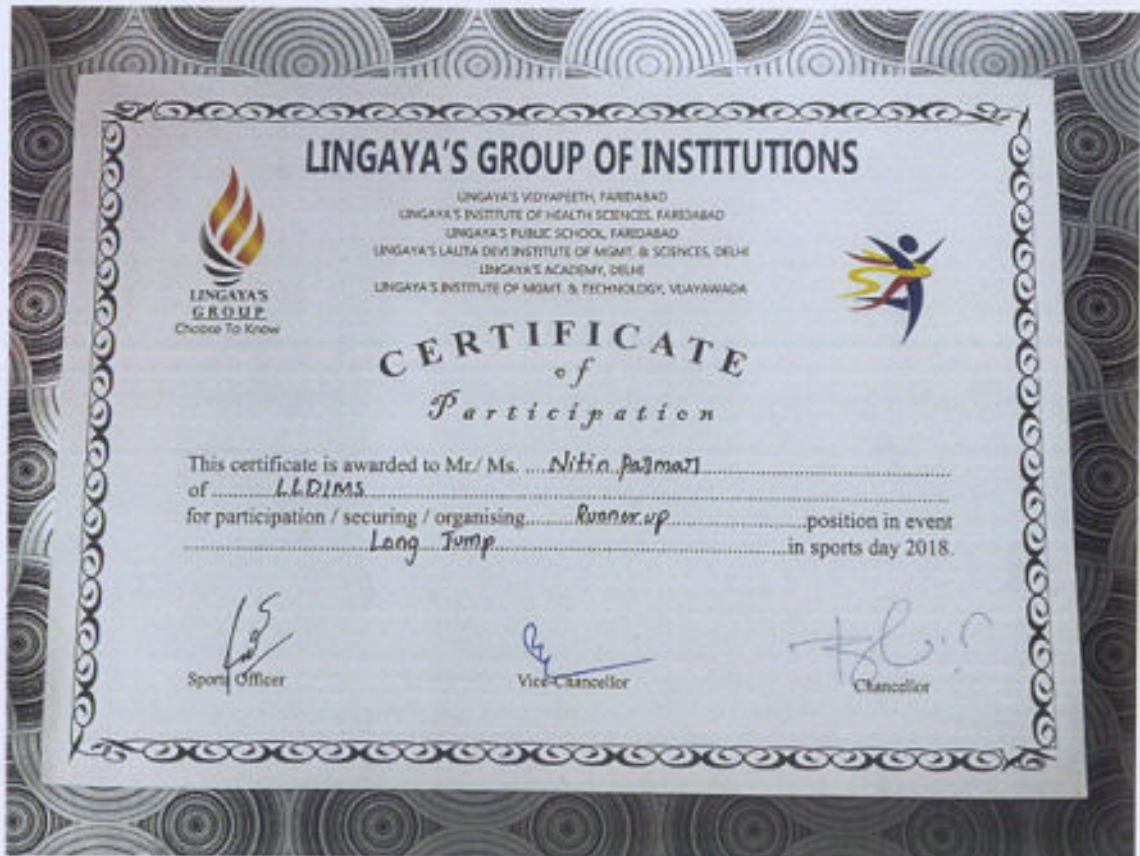 LINGAYA'S GROUP OF INSTITUTIONS
LINGAYA'S VIDYAPEETH, FARIDABAD
LINGAYA'S INSTITUTE OF HEALTH SCIENCES, FARIDABAD
LINGAYA'S PUBLIC SCHOOL, FARIDABAD
LINGAYA'S LALITA DEVI INSTITUTE OF MGMT. & SCIENCES, DELHI
LINGAYA'S ACADEMY, DELHI
LINGAYA'S INSTITUTE OF MGMT. & TECHNOLOGY, VIJAYAWADA
LINGAYA'S
GROUP
Choose To Know
CERTIFICATE
of
Participation
This certificate is awarded to Mr./ Ms. Nitin Parmar
of LLDIMS
for participation / securing / organising Runner up position in event
Long Jump in sports day 2018.
Sports Officer
Vice-Chancellor
Chancellor